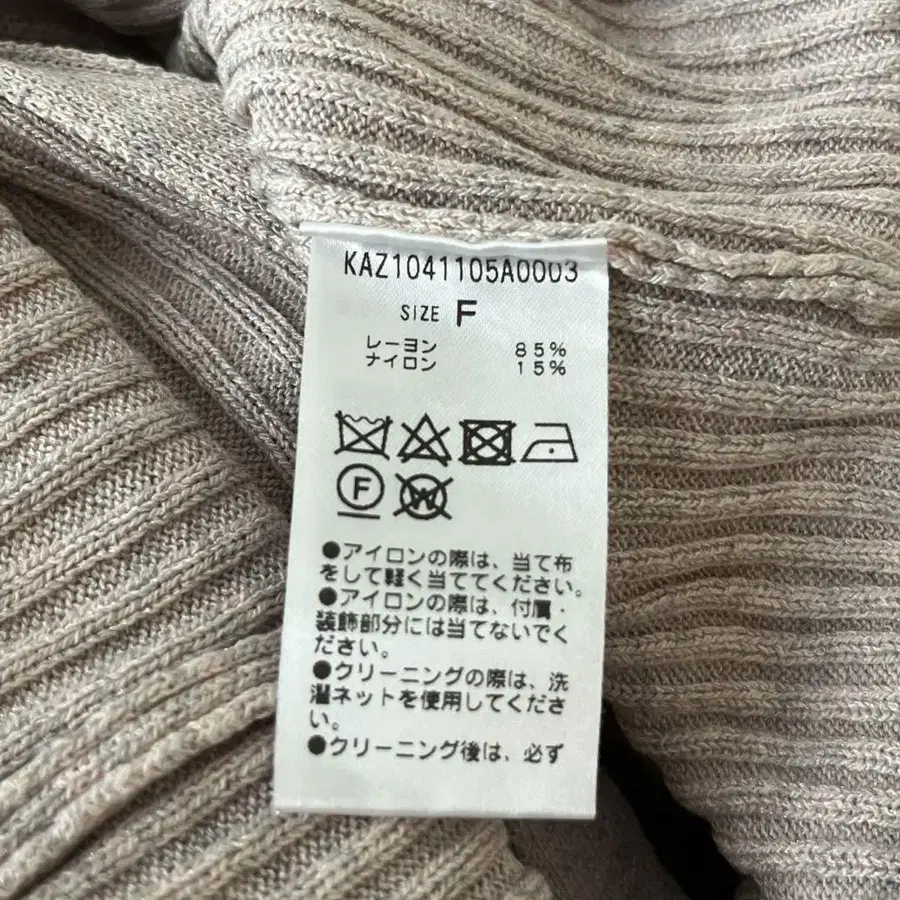 KAZ1041105A0003
SIZE F
レーヨン 85%
ナイロン 15%
F
W
●アイロンの際は、当て布
をして軽く当ててください。
●アイロンの際は、付属・
装飾部分には当てないでく
ださい。
●クリーニングの際は、洗
濯ネットを使用してくださ
い。
●クリーニング後は、必ず